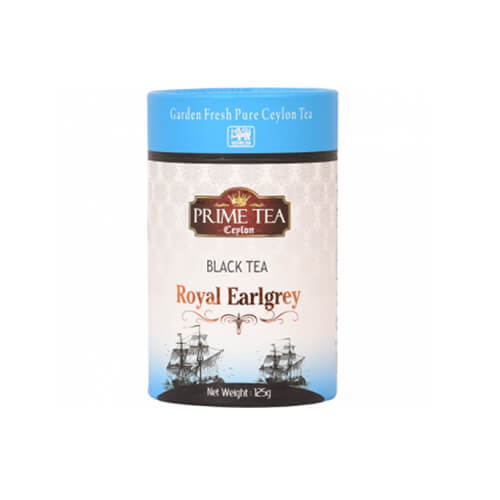 Garden Fresh Pure Ceylon Tea
PRIME TEA
Ceylon
BLACK TEA
Royal Earlgrey
Net Weight : 125g